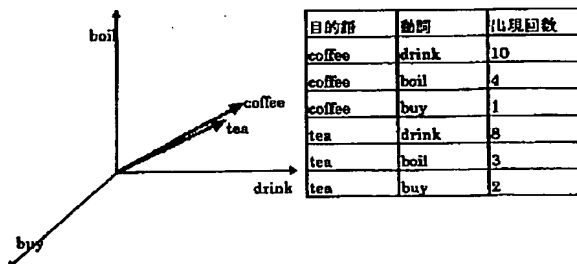 boil
coffee
tea
drink
buy
目的語 動詞 出現回数
coffee drink 10
coffee boil 4
coffee buy 1
tea drink 8
tea boil 3
tea buy 2